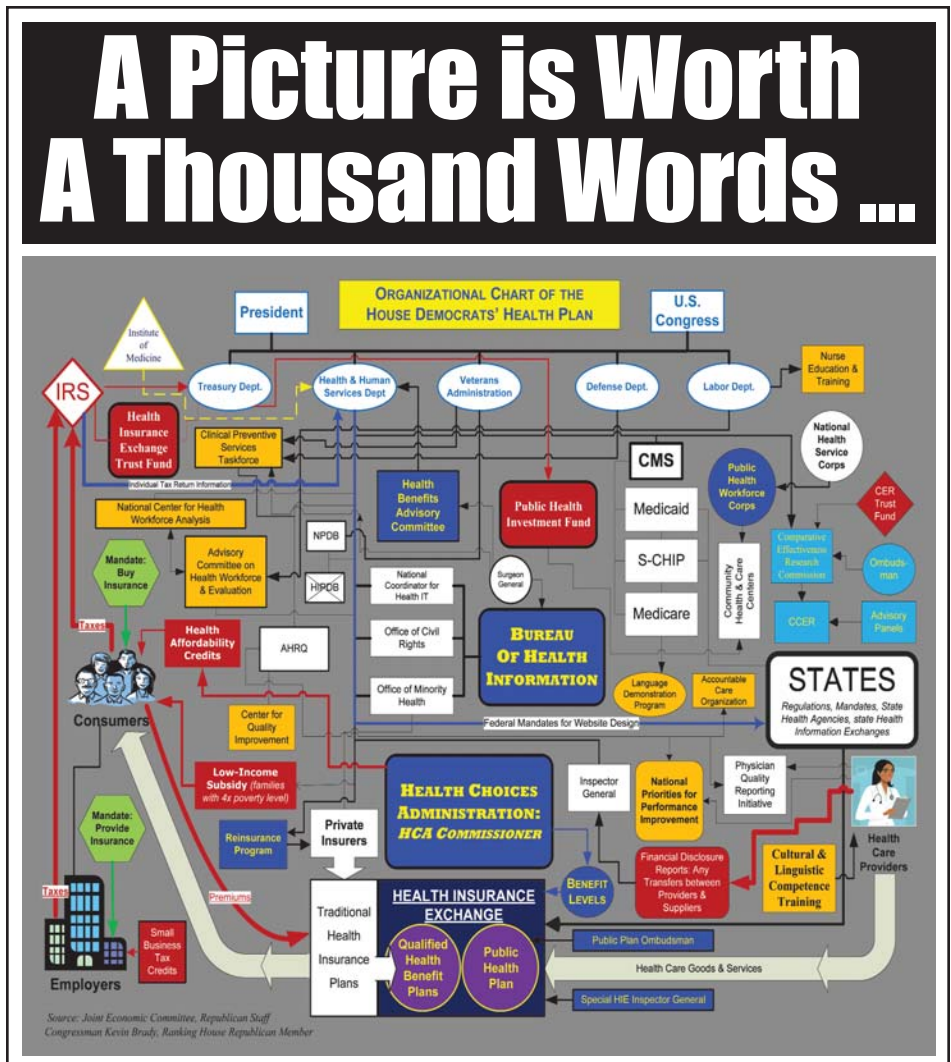 A Picture is Worth
A Thousand Words ...
ORGANIZATIONAL CHART OF THE
HOUSE DEMOCRATS' HEALTH PLAN
President
U.S.
Congress
Institute
of
Medicine
IRS
Treasury Dept.
Health & Human
Services Dept
Veterans
Administration
Defense Dept.
Labor Dept.
Nurse
Education &
Training
Health
Insurance
Exchange
Trust Fund
Clinical Preventive
Services
Taskforce
CMS
National
Health
Service
Corps
Individual Tax Return Information
Health
Benefits
Advisory
Committee
Public Health
Investment Fund
Medicaid
Public
Health
Workforce
Corps
CER
Trust
Fund
National Center for Health
Workforce Analysis
NPDB
Mandate:
Buy
Insurance
Advisory
Committee on
Health Workforce
& Evaluation
HIPDB
National
Coordinator for
Health IT
Surgeon
General
S-CHIP
Community
Health & Care
Centers
Comparative
Effectiveness
Research
Commission
Ombuds-
man
Taxes
Health
Affordability
Credits
AHRQ
Office of Civil
Rights
BUREAU
OF HEALTH
INFORMATION
Medicare
CCER
Advisory
Panels
Consumers
Office of Minority
Health
Language
Demonstration
Program
Accountable
Care
Organization
STATES
Regulations, Mandates, State
Health Agencies, state Health
Information Exchanges
Center for
Quality
Improvement
Federal Mandates for Website Design
Low-Income
Subsidy (families
with 4x poverty level)
HEALTH CHOICES
ADMINISTRATION:
HCA COMMISSIONER
Inspector
General
National
Priorities for
Performance
Improvement
Physician
Quality
Reporting
Initiative
Health
Care
Providers
Mandate:
Provide
Insurance
Reinsurance
Program
Private
Insurers
BENEFIT
LEVELS
Financial Disclosure
Reports: Any
Transfers between
Providers &
Suppliers
Cultural &
Linguistic
Competence
Training
Taxes
Premiums
Traditional
Health
Insurance
Plans
HEALTH INSURANCE
EXCHANGE
Qualified
Health
Benefit
Plans
Public
Health
Plan
Public Plan Ombudsman
Small
Business
Tax
Credits
Employers
Health Care Goods & Services
Special HIE Inspector General
Source: Joint Economic Committee, Republican Staff
Congressman Kevin Brady, Ranking House Republican Member